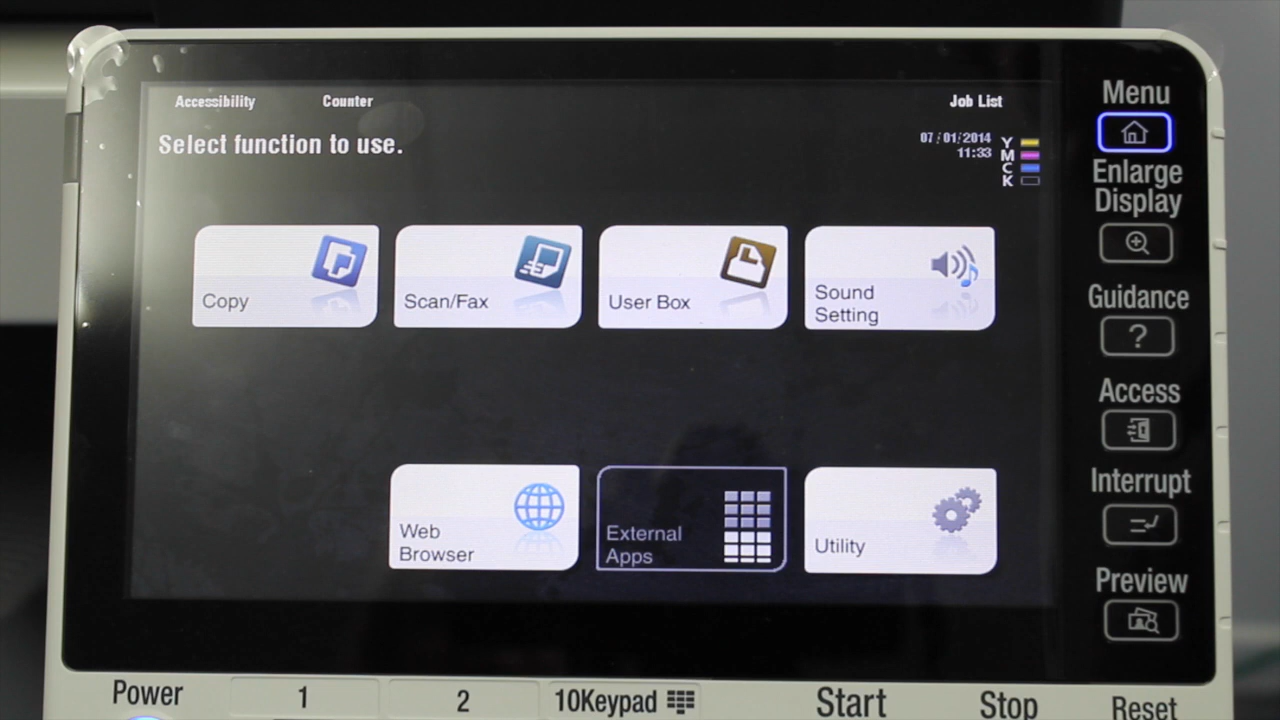 Accessibility
Counter
Job List
Select function to use.
07/01/2014
11:33
Y
M
C
K
Copy
Scan/Fax
User Box
Sound
Setting
Web
Browser
External
Apps
Utility
Menu
Enlarge
Display
Guidance
?
Access
Interrupt
Preview
Power
1
2
10Keypad
Start
Stop
Reset